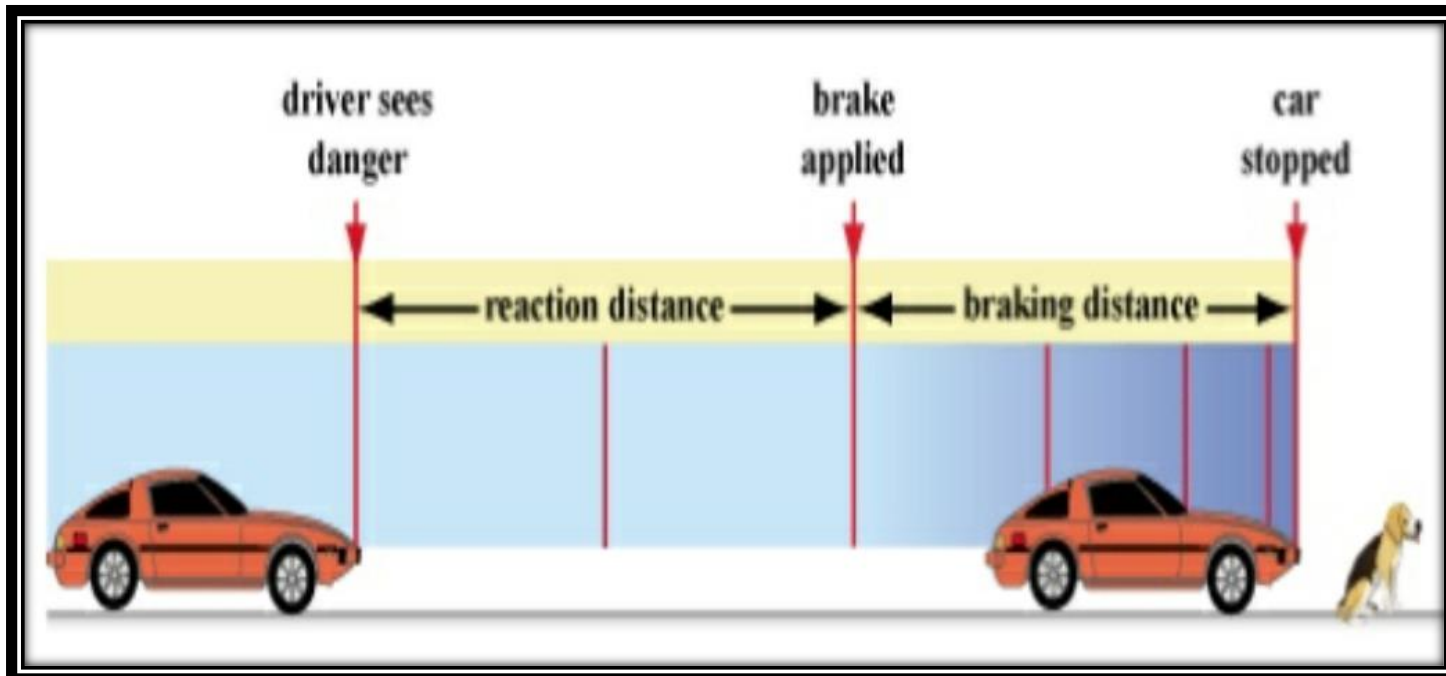 driver sees
danger
brake
applied
car
stopped
reaction distance
braking distance